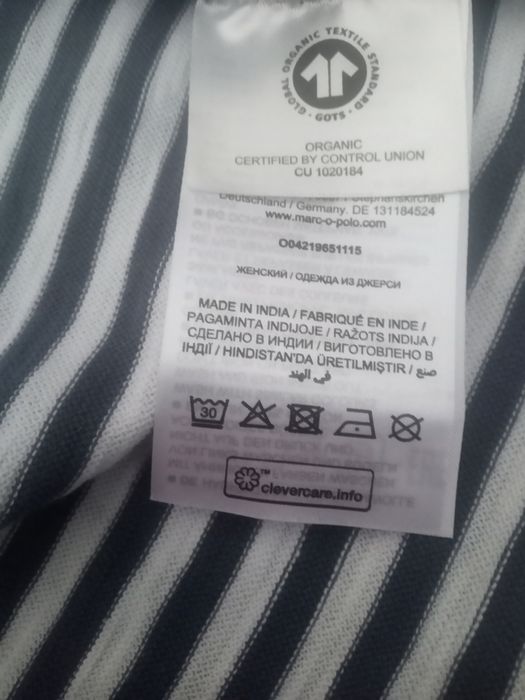 GLOBAL ORGANIC TEXTILE STANDARD · GOTS ·
ORGANIC
CERTIFIED BY CONTROL UNION
CU 1020184
Deutschland / Germany. DE 131184524
www.marc-o-polo.com
O04219651115
ЖЕНСКИЙ / ОДЕЖДА ИЗ ДЖЕРСИ
MADE IN INDIA / FABRIQUÉ EN INDE /
PAGAMINTA INDIJOJE / RAŽOTS INDIJA /
СДЕЛАНО В ИНДИИ / ВИГОТОВЛЕНО В
ІНДІЇ / HINDISTAN'DA ÜRETILMIŞTIR / صنع
في الهند
30
TM
clevercare.info